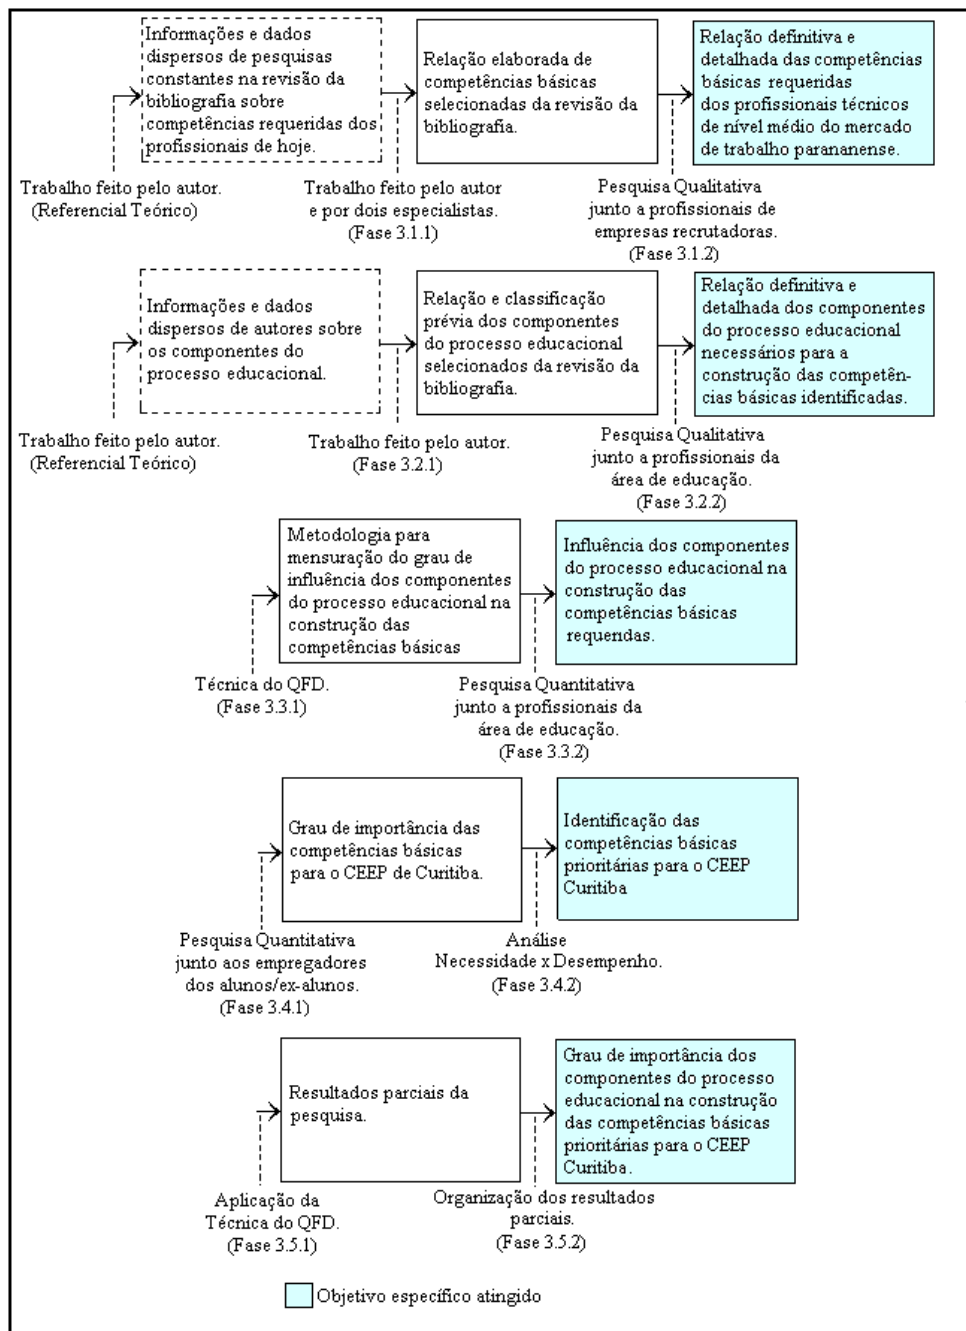 Informações e dados
dispersos de pesquisas
constantes na revisão da
bibliografia sobre
competências requeridas dos
profissionais de hoje.
Relação elaborada de
competências básicas
selecionadas da revisão da
bibliografia.
Relação definitiva e
detalhada das competências
básicas requeridas
dos profissionais técnicos
de nível médio do mercado
de trabalho parananense.
Trabalho feito pelo autor.
(Referencial Teórico)
Trabalho feito pelo autor
e por dois especialistas.
(Fase 3.1.1)
Pesquisa Qualitativa
junto a profissionais de
empresas recrutadoras.
(Fase 3.1.2)
Informações e dados
dispersos de autores sobre
os componentes do
processo educacional.
Relação e classificação
prévia dos componentes
do processo educacional
selecionados da revisão da
bibliografia.
Relação definitiva e
detalhada dos componentes
do processo educacional
necessários para a
construção das competên-
cias básicas identificadas.
Trabalho feito pelo autor.
(Referencial Teórico)
Trabalho feito pelo autor.
(Fase 3.2.1)
Pesquisa Qualitativa
junto a profissionais da
área de educação.
(Fase 3.2.2)
Metodologia para
mensuração do grau de
influência dos componentes
do processo educacional na
construção das
competências básicas
Influência dos componentes
do processo educacional na
construção das
competências básicas
requeridas.
Técnica do QFD.
(Fase 3.3.1)
Pesquisa Quantitativa
junto a profissionais da
área de educação.
(Fase 3.3.2)
Grau de importância das
competências básicas
para o CEEP de Curitiba.
Identificação das
competências básicas
prioritárias para o CEEP
Curitiba
Pesquisa Quantitativa
junto aos empregadores
dos alunos/ex-alunos.
(Fase 3.4.1)
Análise
Necessidade x Desempenho.
(Fase 3.4.2)
Resultados parciais da
pesquisa.
Grau de importância dos
componentes do processo
educacional na construção
das competências básicas
prioritárias para o CEEP
Curitiba.
Aplicação da
Técnica do QFD.
(Fase 3.5.1)
Organização dos resultados
parciais.
(Fase 3.5.2)
Objetivo específico atingido